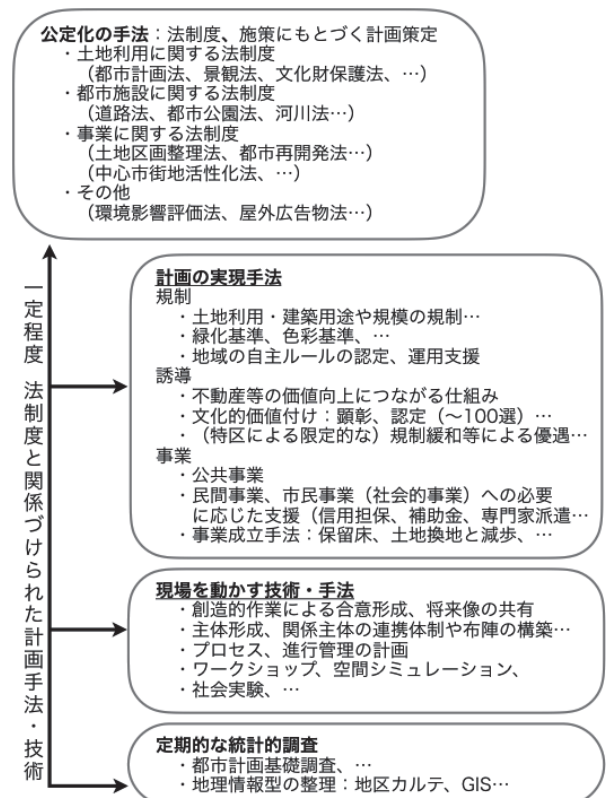 公定化の手法：法制度、施策にもとづく計画策定
・土地利用に関する法制度
（都市計画法、景観法、文化財保護法、…）
・都市施設に関する法制度
（道路法、都市公園法、河川法…）
・事業に関する法制度
（土地区画整理法、都市再開発法…）
（中心市街地活性化法、…）
・その他
（環境影響評価法、屋外広告物法…）
一定程度 法制度と関係づけられた計画手法・技術
計画の実現手法
規制
・土地利用・建築用途や規模の規制…
・緑化基準、色彩基準、…
・地域の自主ルールの認定、運用支援
誘導
・不動産等の価値向上につながる仕組み
・文化的価値付け：顕彰、認定（～100選）…
・（特区による限定的な）規制緩和等による優遇…
事業
・公共事業
・民間事業、市民事業（社会的事業）への必要
に応じた支援（信用担保、補助金、専門家派遣…
・事業成立手法：保留床、土地換地と減歩、…
現場を動かす技術・手法
・創造的作業による合意形成、将来像の共有
・主体形成、関係主体の連携体制や布陣の構築…
・プロセス、進行管理の計画
・ワークショップ、空間シミュレーション、
・社会実験、…
定期的な統計的調査
・都市計画基礎調査、…
・地理情報型の整理：地区カルテ、GIS…